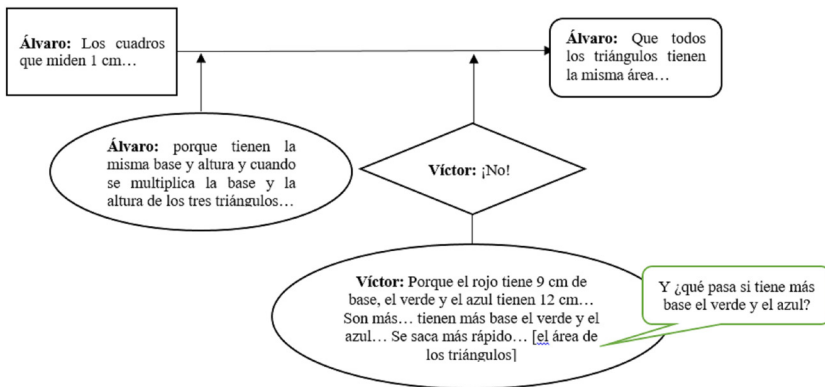 Álvaro: Los cuadros
que miden 1 cm…
Álvaro: Que todos
los triángulos tienen
la misma área…
Álvaro: porque tienen la
misma base y altura y cuando
se multiplica la base y la
altura de los tres triángulos…
Víctor: ¡No!
Víctor: Porque el rojo tiene 9 cm de
base, el verde y el azul tienen 12 cm…
Son más… tienen más base el verde y el
azul… Se saca más rápido… [el área de
los triángulos]
Y ¿qué pasa si tiene más
base el verde y el azul?